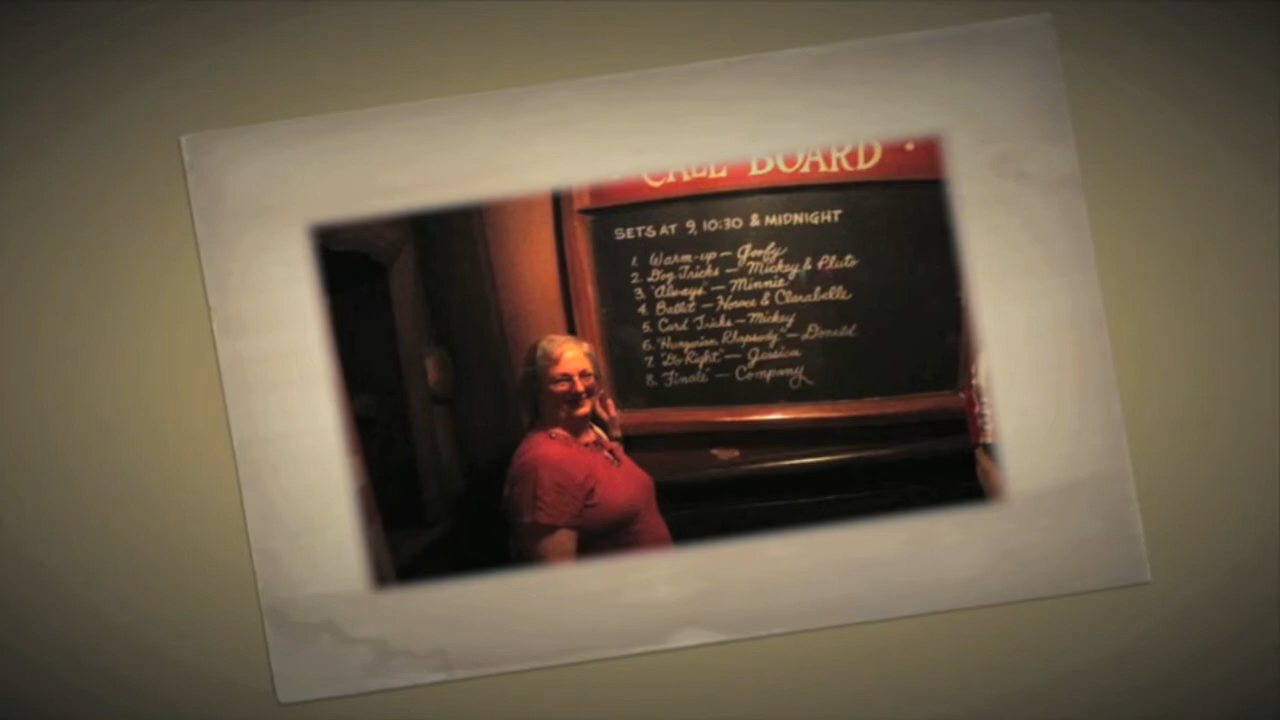 CALL BOARD
SETS AT 9, 10:30 & MIDNIGHT
1. Warm-up — Goofy
2. Dog Tricks — Mickey & Pluto
3. "Always" — Minnie
4. Ballet — Horace & Clarabelle
5. Card Tricks — Mickey
6. "Hungarian Rhapsody" — Donald
7. "Do Right" — Jessica
8. "Finale" — Company